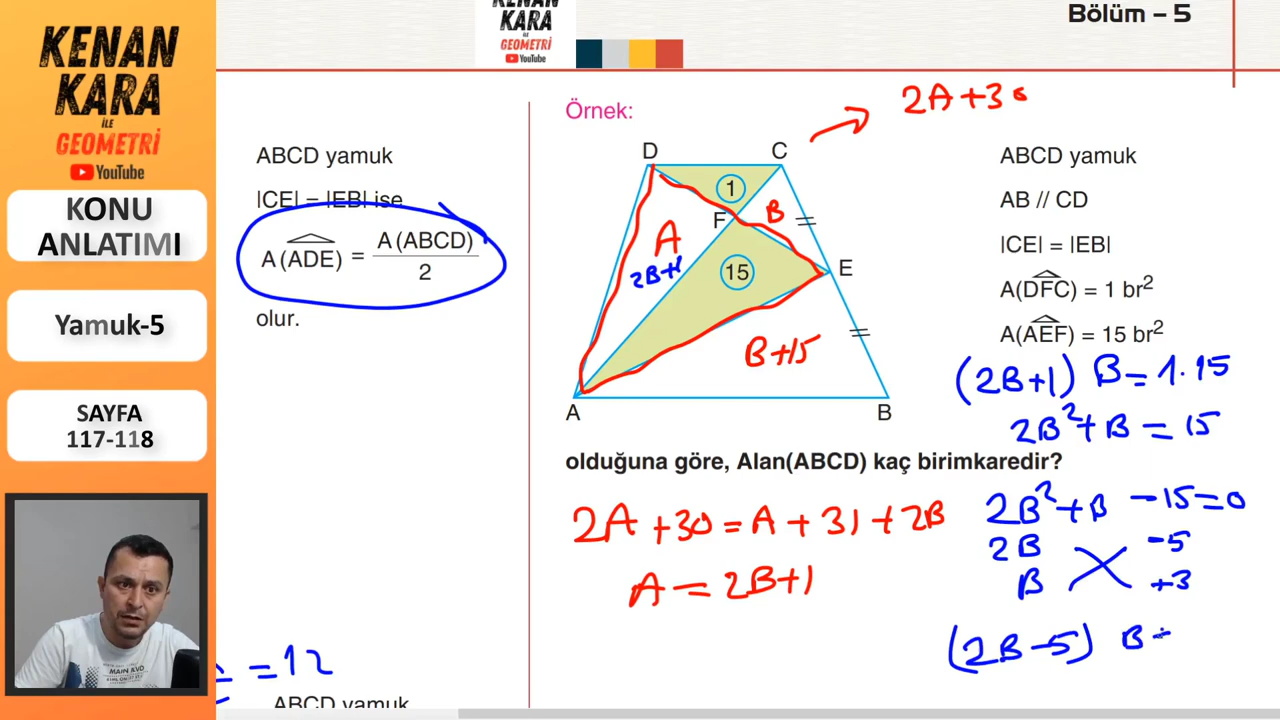 KENAN
KARA
İLE
GEOMETRİ
YouTube
KONU
ANLATIMI
Yamuk-5
SAYFA
117-118
KARA
İLE
GEOMETRİ
YouTube
Bölüm – 5
ABCD yamuk
|CE| = |EB| ise
A(ADE) = A(ABCD)
2
olur.
= 12
ABCD yamuk
Örnek:
2A+30
D
C
1
F
B
A
2B+1
15
E
B+15
A
B
ABCD yamuk
AB // CD
|CE| = |EB|
A(DFC) = 1 br²
A(AEF) = 15 br²
(2B+1) B = 1.15
2B²+B = 15
olduğuna göre, Alan(ABCD) kaç birimkaredir?
2A+30 = A+31+2B
A = 2B+1
2B²+B -15=0
2B -5
B +3
(2B-5) B